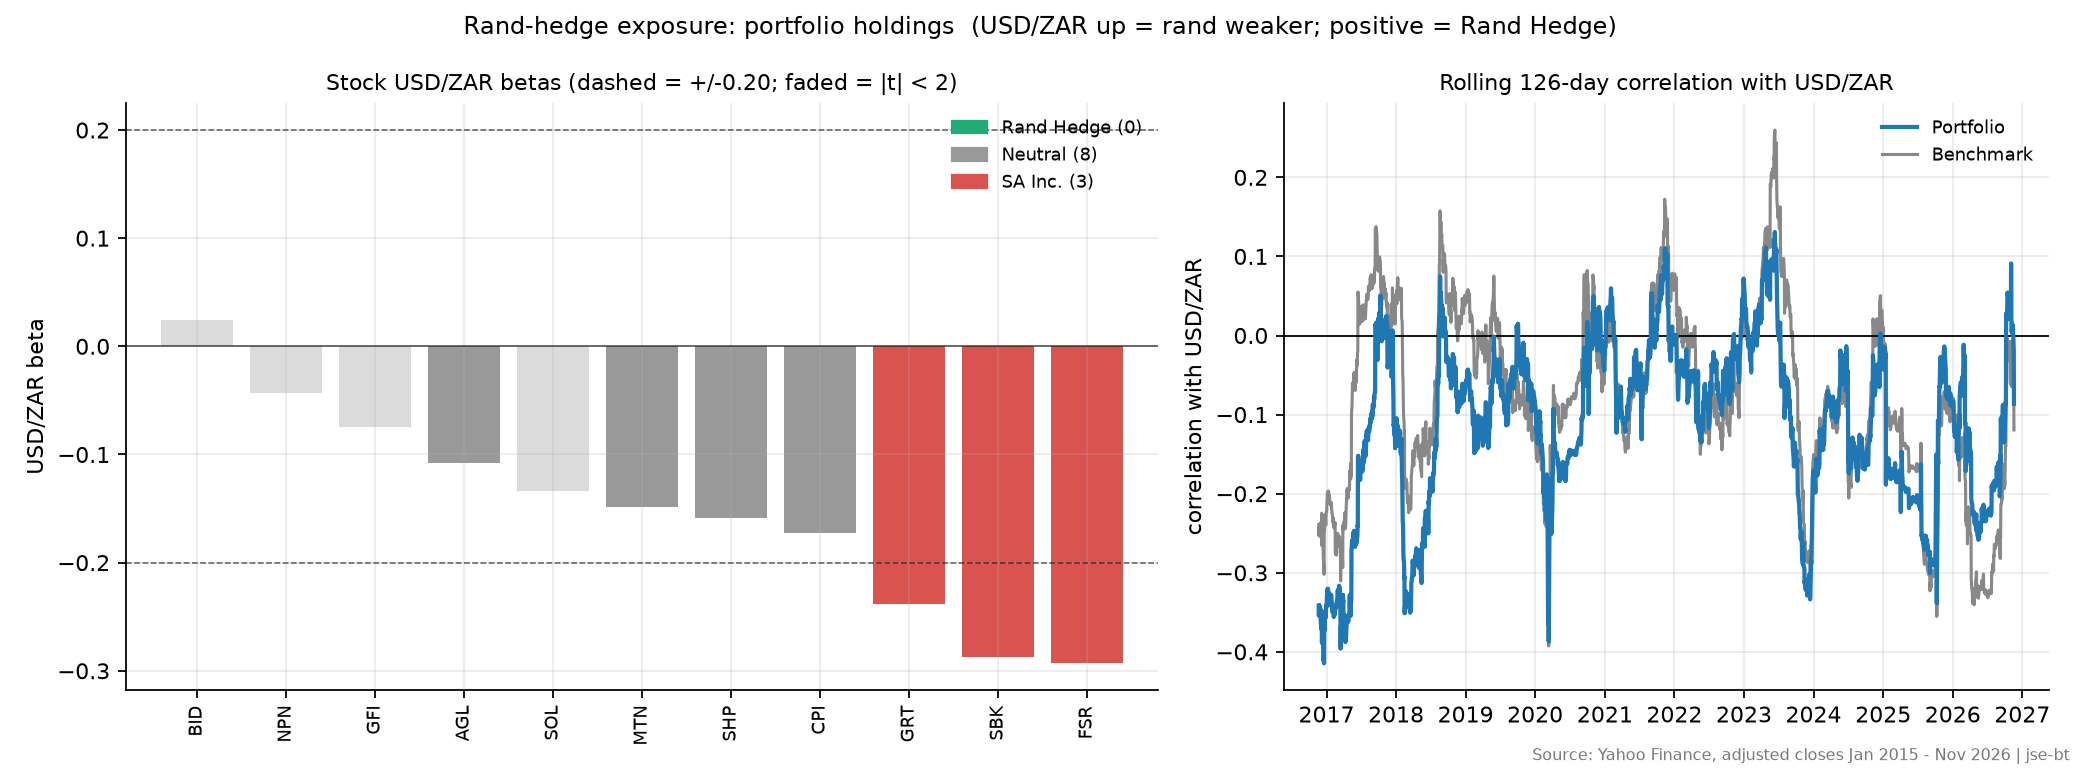 Rand-hedge exposure: portfolio holdings  (USD/ZAR up = rand weaker; positive = Rand Hedge)
Stock USD/ZAR betas (dashed = +/-0.20; faded = |t| < 2)
USD/ZAR beta
0.2
0.1
0.0
−0.1
−0.2
−0.3
Rand Hedge (0)
Neutral (8)
SA Inc. (3)
BID
NPN
GFI
AGL
SOL
MTN
SHP
CPI
GRT
SBK
FSR
Rolling 126-day correlation with USD/ZAR
correlation with USD/ZAR
0.2
0.1
0.0
−0.1
−0.2
−0.3
−0.4
Portfolio
Benchmark
2017 2018 2019 2020 2021 2022 2023 2024 2025 2026 2027
Source: Yahoo Finance, adjusted closes Jan 2015 - Nov 2026 | jse-bt